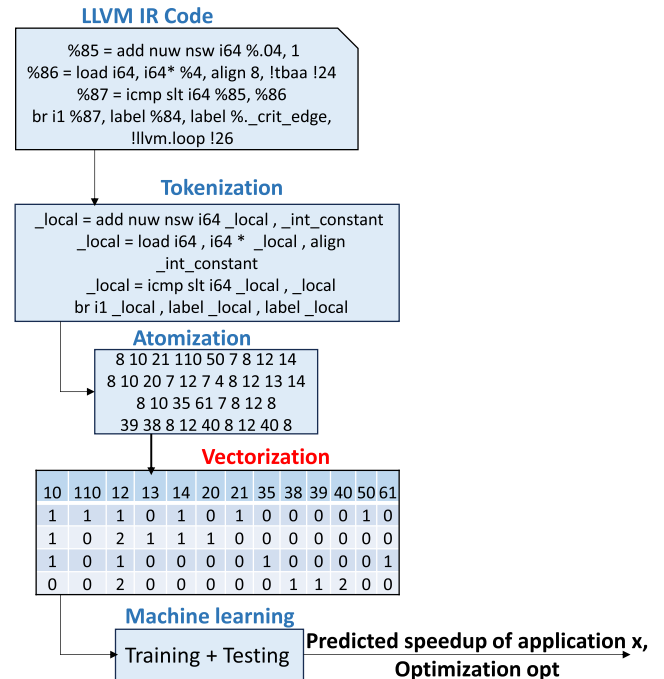 LLVM IR Code
%85 = add nuw nsw i64 %.04, 1
%86 = load i64, i64* %4, align 8, !tbaa !24
%87 = icmp slt i64 %85, %86
br i1 %87, label %84, label %._crit_edge,
!llvm.loop !26
Tokenization
_local = add nuw nsw i64 _local , _int_constant
_local = load i64 , i64 * _local , align
_int_constant
_local = icmp slt i64 _local , _local
br i1 _local , label _local , label _local
Atomization
8 10 21 110 50 7 8 12 14
8 10 20 7 12 7 4 8 12 13 14
8 10 35 61 7 8 12 8
39 38 8 12 40 8 12 40 8
Vectorization
10 110 12 13 14 20 21 35 38 39 40 50 61
1 1 1 0 1 0 1 0 0 0 0 1 0
1 0 2 1 1 1 0 0 0 0 0 0 0
1 0 1 0 0 0 0 1 0 0 0 0 1
0 0 2 0 0 0 0 0 1 1 2 0 0
Machine learning
Training + Testing
Predicted speedup of application x,
Optimization opt